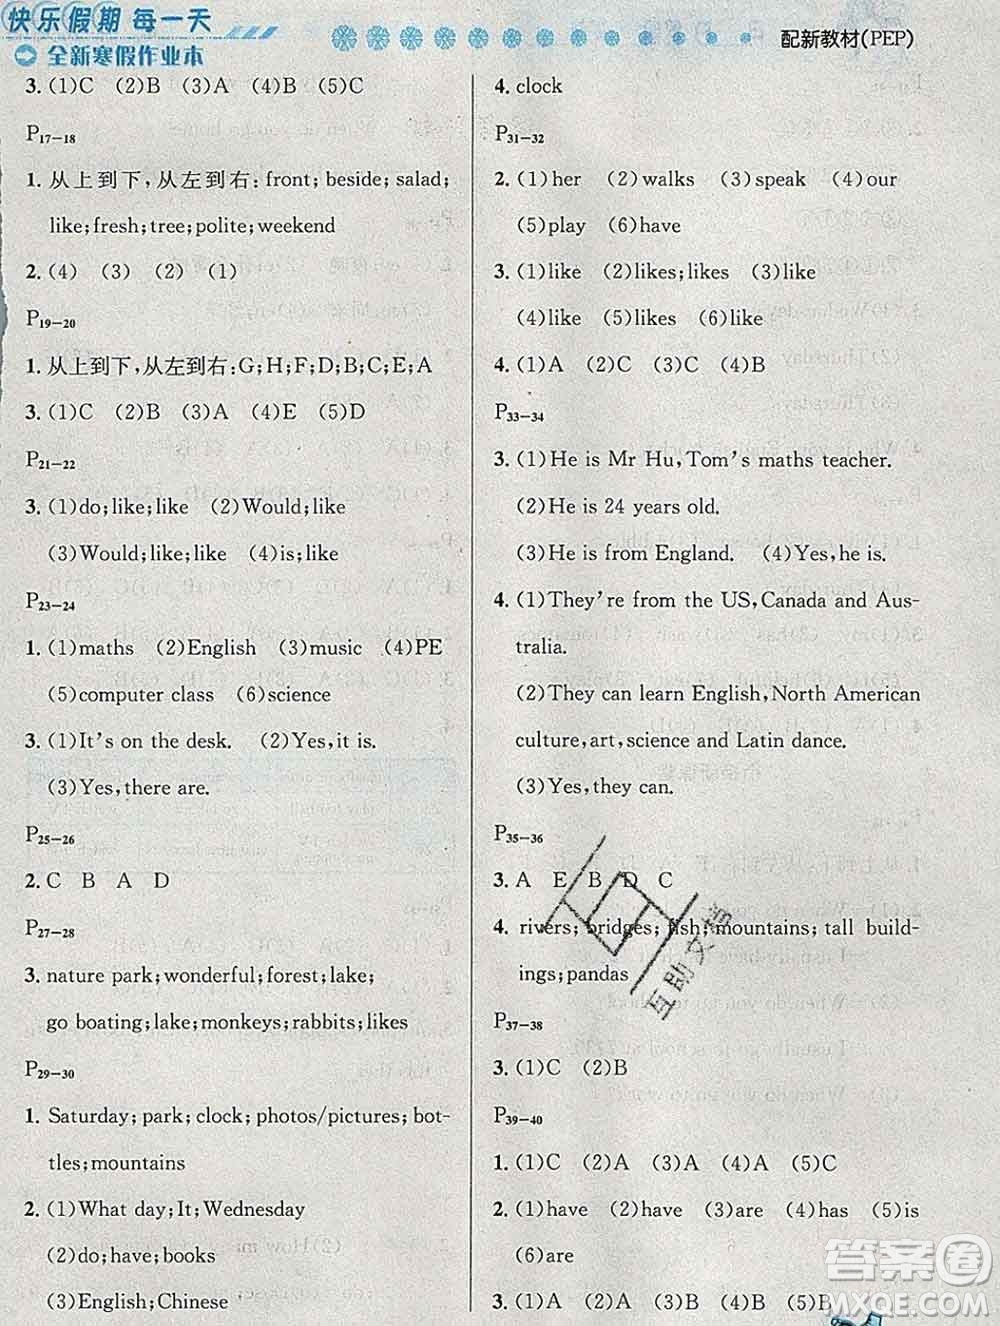 快乐假期 每一天
全新寒假作业本
配新教材(PEP)
3. (1)C (2)B (3)A (4)B (5)C
P17-18
1. 从上到下,从左到右: front; beside; salad;
like; fresh; tree; polite; weekend
2. (4) (3) (2) (1)
P19-20
1. 从上到下,从左到右: G; H; F; D; B; C; E; A
3. (1)C (2)B (3)A (4)E (5)D
P21-22
3. (1)do; like; like (2)Would; like
(3)Would; like; like (4)is; like
P23-24
1. (1)maths (2)English (3)music (4)PE
(5)computer class (6)science
3. (1)It's on the desk. (2)Yes, it is.
(3)Yes, there are.
P25-26
2. C B A D
P27-28
3. nature park; wonderful; forest; lake;
go boating; lake; monkeys; rabbits; likes
P29-30
1. Saturday; park; clock; photos/pictures; bot-
tles; mountains
2. (1)What day; It; Wednesday
(2)do; have; books
(3)English; Chinese
4. clock
P31-32
2. (1)her (2)walks (3)speak (4)our
(5)play (6)have
3. (1)like (2)likes; likes (3)like
(4)like (5)likes (6)like
4. (1)A (2)C (3)D (4)B
P33-34
3. (1)He is Mr Hu, Tom's maths teacher.
(2)He is 24 years old.
(3)He is from England. (4)Yes, he is.
4. (1)They're from the US, Canada and Aus-
tralia.
(2)They can learn English, North American
culture, art, science and Latin dance.
(3)Yes, they can.
P35-36
3. A E B D C
4. rivers; bridges; fish; mountains; tall build-
ings; pandas
P37-38
3. (1)C (2)B
P39-40
1. (1)C (2)A (3)A (4)A (5)C
2. (1)have (2)have (3)are (4)has (5)is
(6)are
3. (1)A (2)A (3)B (4)B (5)B
互助文档
答案圈
MXQE.COM